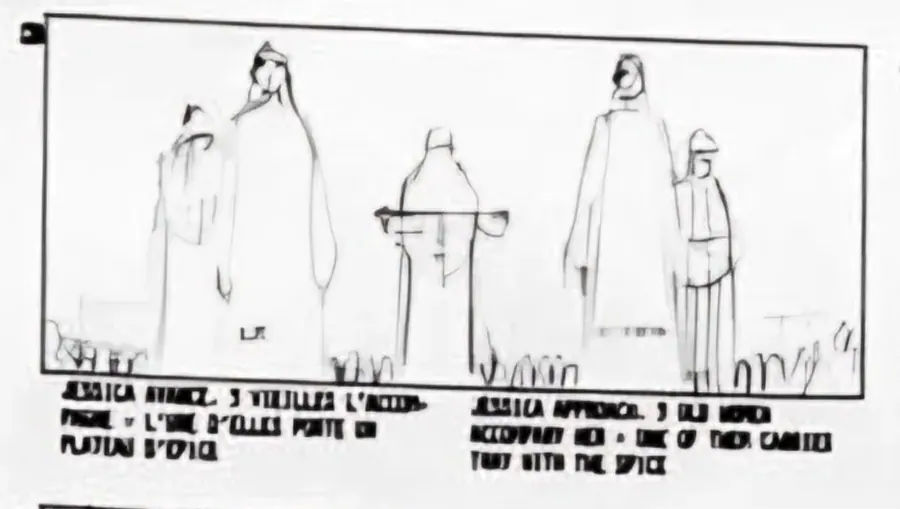 JESSICA AVANCE. 3 VIEILLES L'ACCOM-
PAGNE - L'UNE D'ELLES PORTE UN
PLATEAU D'EPICE
JESSICA APPROACH. 3 OLD WOMEN
ACCOMPANY HER - ONE OF THEM CARRIES
TRAY WITH THE SPICE